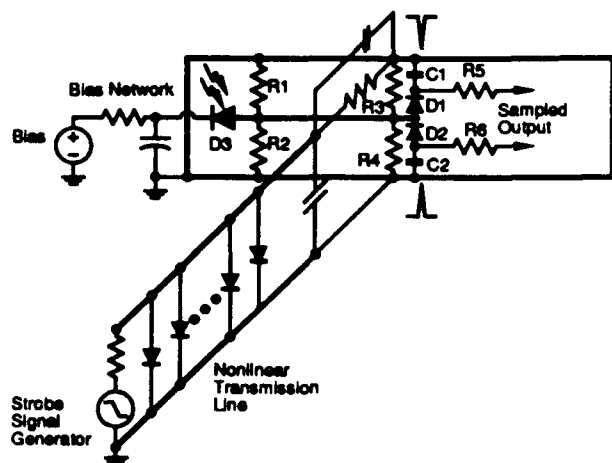 Bias Network
Bias
D3
R1
R2
R3
R4
C1
D1
D2
C2
R5
R6
Sampled
Output
Nonlinear
Transmission
Line
Strobe
Signal
Generator